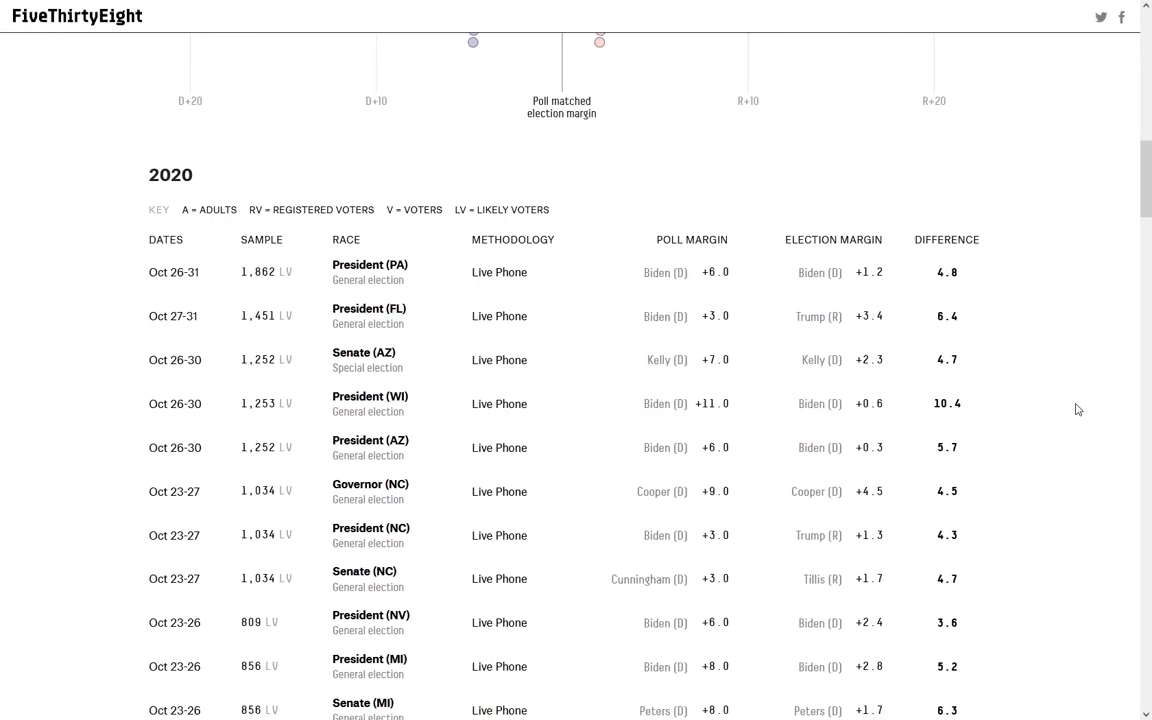 FiveThirtyEight
D+20 D+10 Poll matched election margin R+10 R+20
2020
KEY A = ADULTS RV = REGISTERED VOTERS V = VOTERS LV = LIKELY VOTERS
DATES SAMPLE RACE METHODOLOGY POLL MARGIN ELECTION MARGIN DIFFERENCE
Oct 26-31 1,862 LV President (PA) Live Phone Biden (D) +6.0 Biden (D) +1.2 4.8
General election
Oct 27-31 1,451 LV President (FL) Live Phone Biden (D) +3.0 Trump (R) +3.4 6.4
General election
Oct 26-30 1,252 LV Senate (AZ) Live Phone Kelly (D) +7.0 Kelly (D) +2.3 4.7
Special election
Oct 26-30 1,253 LV President (WI) Live Phone Biden (D) +11.0 Biden (D) +0.6 10.4
General election
Oct 26-30 1,252 LV President (AZ) Live Phone Biden (D) +6.0 Biden (D) +0.3 5.7
General election
Oct 23-27 1,034 LV Governor (NC) Live Phone Cooper (D) +9.0 Cooper (D) +4.5 4.5
General election
Oct 23-27 1,034 LV President (NC) Live Phone Biden (D) +3.0 Trump (R) +1.3 4.3
General election
Oct 23-27 1,034 LV Senate (NC) Live Phone Cunningham (D) +3.0 Tillis (R) +1.7 4.7
General election
Oct 23-26 809 LV President (NV) Live Phone Biden (D) +6.0 Biden (D) +2.4 3.6
General election
Oct 23-26 856 LV President (MI) Live Phone Biden (D) +8.0 Biden (D) +2.8 5.2
General election
Oct 23-26 856 LV Senate (MI) Live Phone Peters (D) +8.0 Peters (D) +1.7 6.3
General election